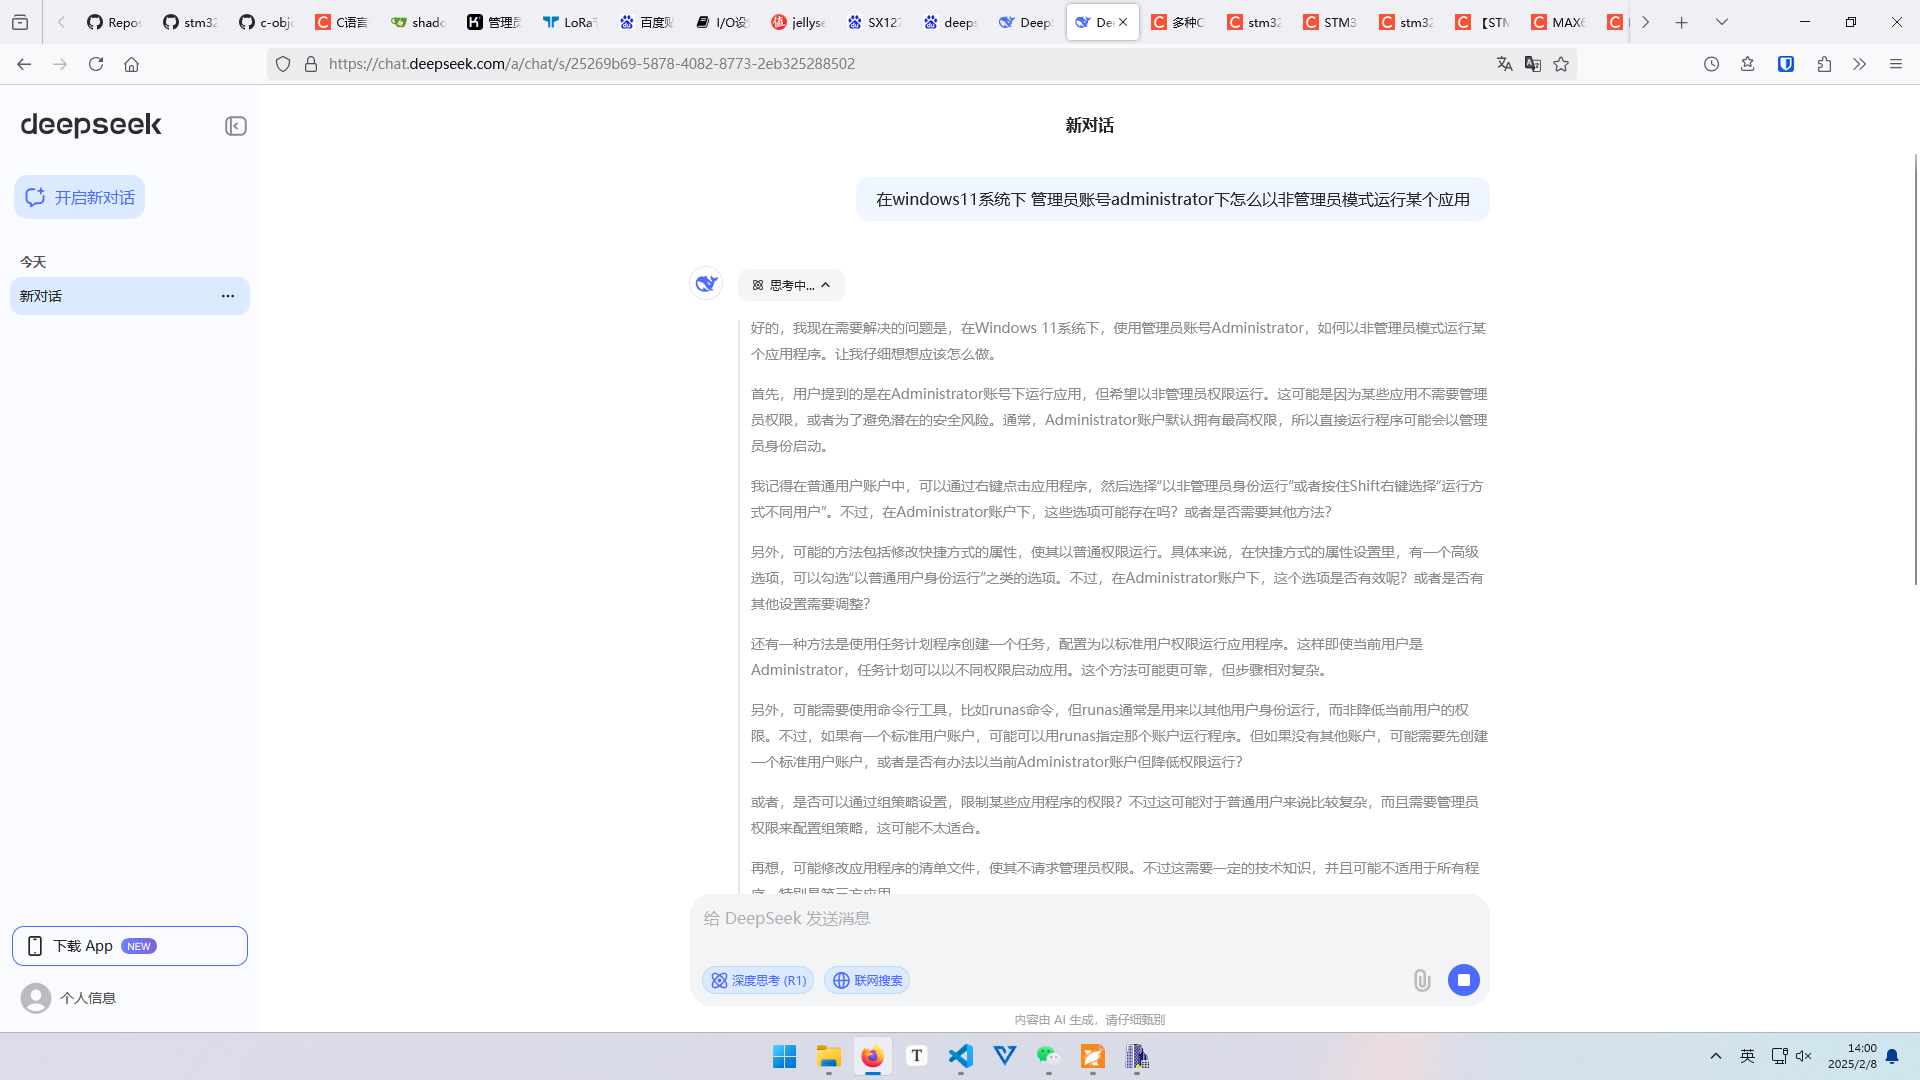 Repos
stm32
c-obje
C语言
shado
管理员
LoRa节
百度贴
I/O设
jellyse
SX127
deeps
DeepS
De
多种C
stm32
STM3
stm32
【STM
MAX6
https://chat.deepseek.com/a/chat/s/25269b69-5878-4082-8773-2eb325288502
deepseek
新对话
开启新对话
在windows11系统下 管理员账号administrator下怎么以非管理员模式运行某个应用
今天
新对话
思考中...
好的，我现在需要解决的问题是，在Windows 11系统下，使用管理员账号Administrator，如何以非管理员模式运行某
个应用程序。让我仔细想想应该怎么做。
首先，用户提到的是在Administrator账号下运行应用，但希望以非管理员权限运行。这可能是因为某些应用不需要管理
员权限，或者为了避免潜在的安全风险。通常，Administrator账户默认拥有最高权限，所以直接运行程序可能会以管理
员身份启动。
我记得在普通用户账户中，可以通过右键点击应用程序，然后选择“以非管理员身份运行”或者按住Shift右键选择“运行方
式不同用户”。不过，在Administrator账户下，这些选项可能存在吗？或者是否需要其他方法？
另外，可能的方法包括修改快捷方式的属性，使其以普通权限运行。具体来说，在快捷方式的属性设置里，有一个高级
选项，可以勾选“以普通用户身份运行”之类的选项。不过，在Administrator账户下，这个选项是否有效呢？或者是否有
其他设置需要调整？
还有一种方法是使用任务计划程序创建一个任务，配置为以标准用户权限运行应用程序。这样即使当前用户是
Administrator，任务计划可以以不同权限启动应用。这个方法可能更可靠，但步骤相对复杂。
另外，可能需要使用命令行工具，比如runas命令，但runas通常是用来以其他用户身份运行，而非降低当前用户的权
限。不过，如果有一个标准用户账户，可能可以用runas指定那个账户运行程序。但如果没有其他账户，可能需要先创建
一个标准用户账户，或者是否有办法以当前Administrator账户但降低权限运行？
或者，是否可以通过组策略设置，限制某些应用程序的权限？不过这可能对于普通用户来说比较复杂，而且需要管理员
权限来配置组策略，这可能不太适合。
再想，可能修改应用程序的清单文件，使其不请求管理员权限。不过这需要一定的技术知识，并且可能不适用于所有程
序，特别是第三方应用。
给 DeepSeek 发送消息
深度思考 (R1)
联网搜索
内容由 AI 生成，请仔细甄别
下载 App NEW
个人信息
T
英
14:00
2025/2/8